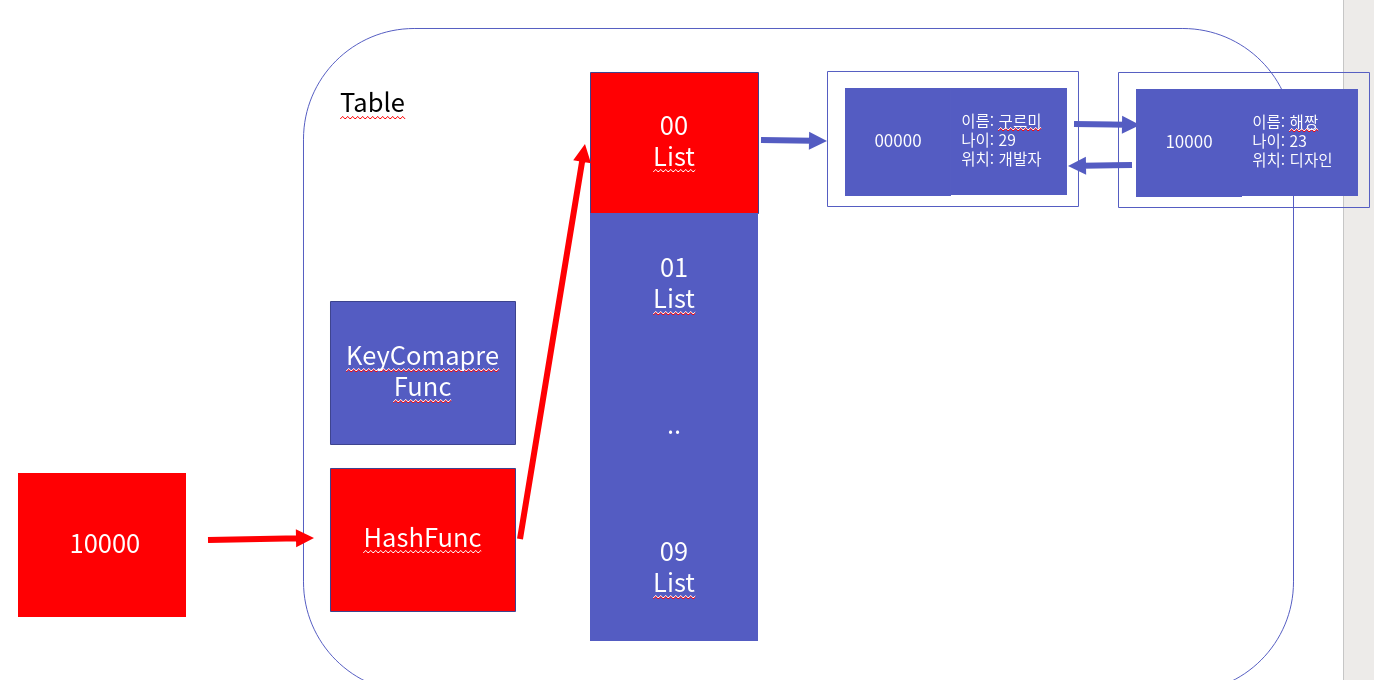 Table
00
List
00000
이름: 구르미
나이: 29
위치: 개발자
10000
이름: 해짱
나이: 23
위치: 디자인
01
List
..
09
List
KeyComapre
Func
HashFunc
10000